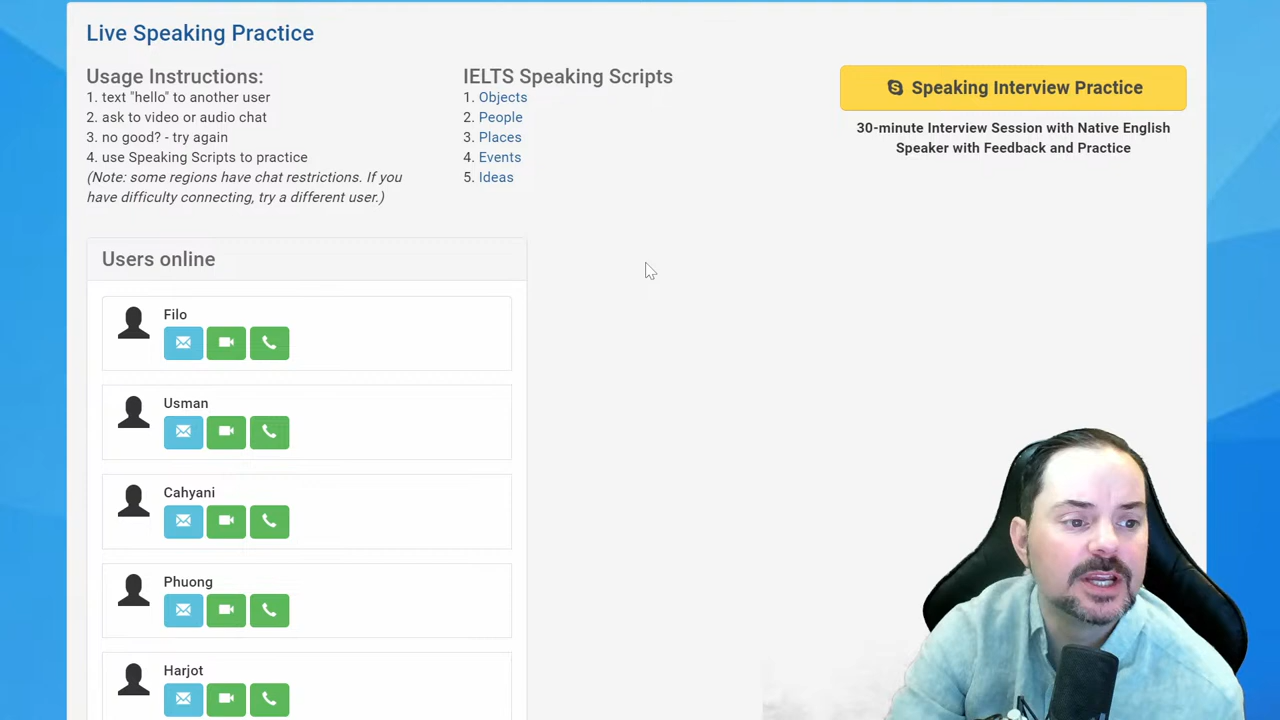 Live Speaking Practice
Usage Instructions:
1. text "hello" to another user
2. ask to video or audio chat
3. no good? - try again
4. use Speaking Scripts to practice
(Note: some regions have chat restrictions. If you
have difficulty connecting, try a different user.)
IELTS Speaking Scripts
1. Objects
2. People
3. Places
4. Events
5. Ideas
Speaking Interview Practice
30-minute Interview Session with Native English
Speaker with Feedback and Practice
Users online
Filo
Usman
Cahyani
Phuong
Harjot